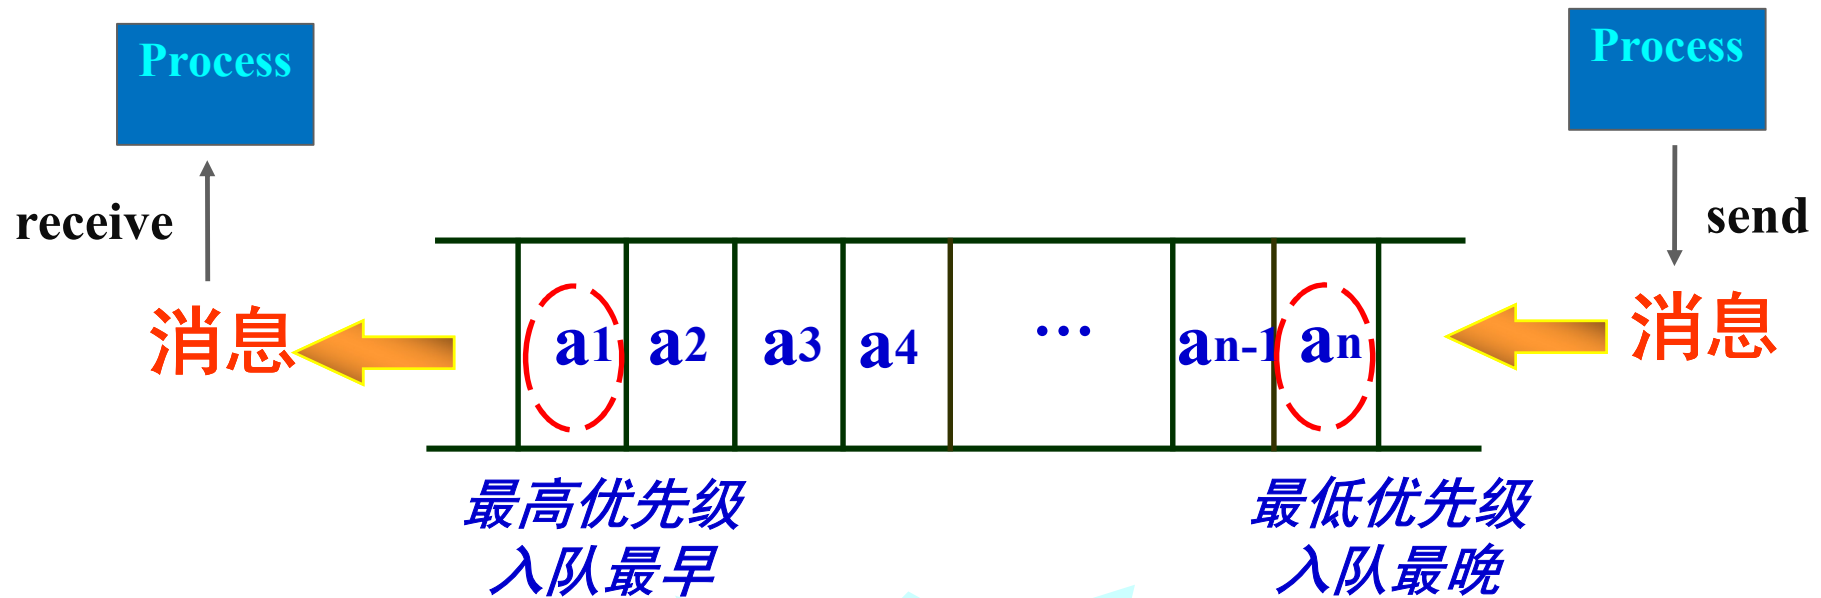 Process
Process
receive
send
消息
消息
a1
a2
a3
a4
...
an-1
an
最高优先级
入队最早
最低优先级
入队最晚